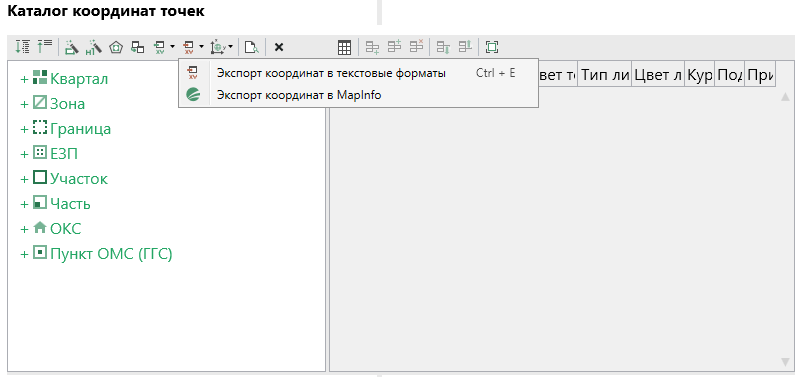 Каталог координат точек
Экспорт координат в текстовые форматы Ctrl + E
Экспорт координат в MapInfo
вет т Тип ли Цвет л Кур Под При
+ Квартал
+ Зона
+ Граница
+ ЕЗП
+ Участок
+ Часть
+ ОКС
+ Пункт ОМС (ГГС)